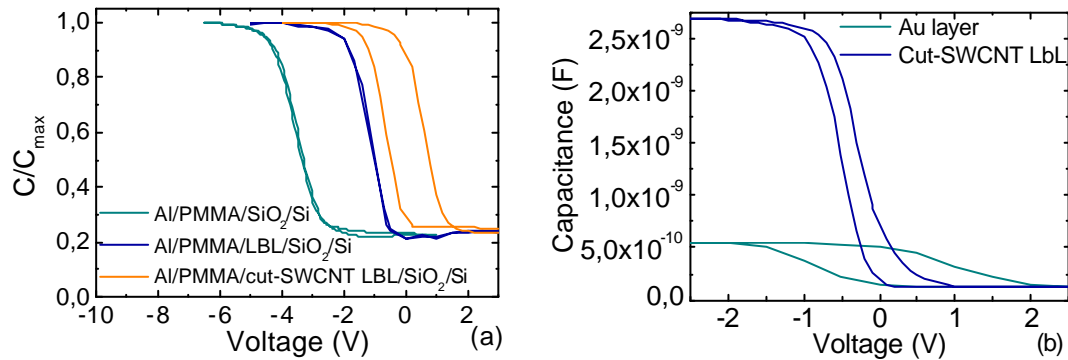 1,0
0,8
0,6
0,4
0,2
0,0
C/C_max
Al/PMMA/SiO₂/Si
Al/PMMA/LBL/SiO₂/Si
Al/PMMA/cut-SWCNT LBL/SiO₂/Si
-10 -8 -6 -4 -2 0 2
Voltage (V)
(a)
2,5x10⁻⁹
2,0x10⁻⁹
1,5x10⁻⁹
1,0x10⁻⁹
5,0x10⁻¹⁰
0,0
Capacitance (F)
Au layer
Cut-SWCNT LbL
-2 -1 0 1 2
Voltage (V)
(b)